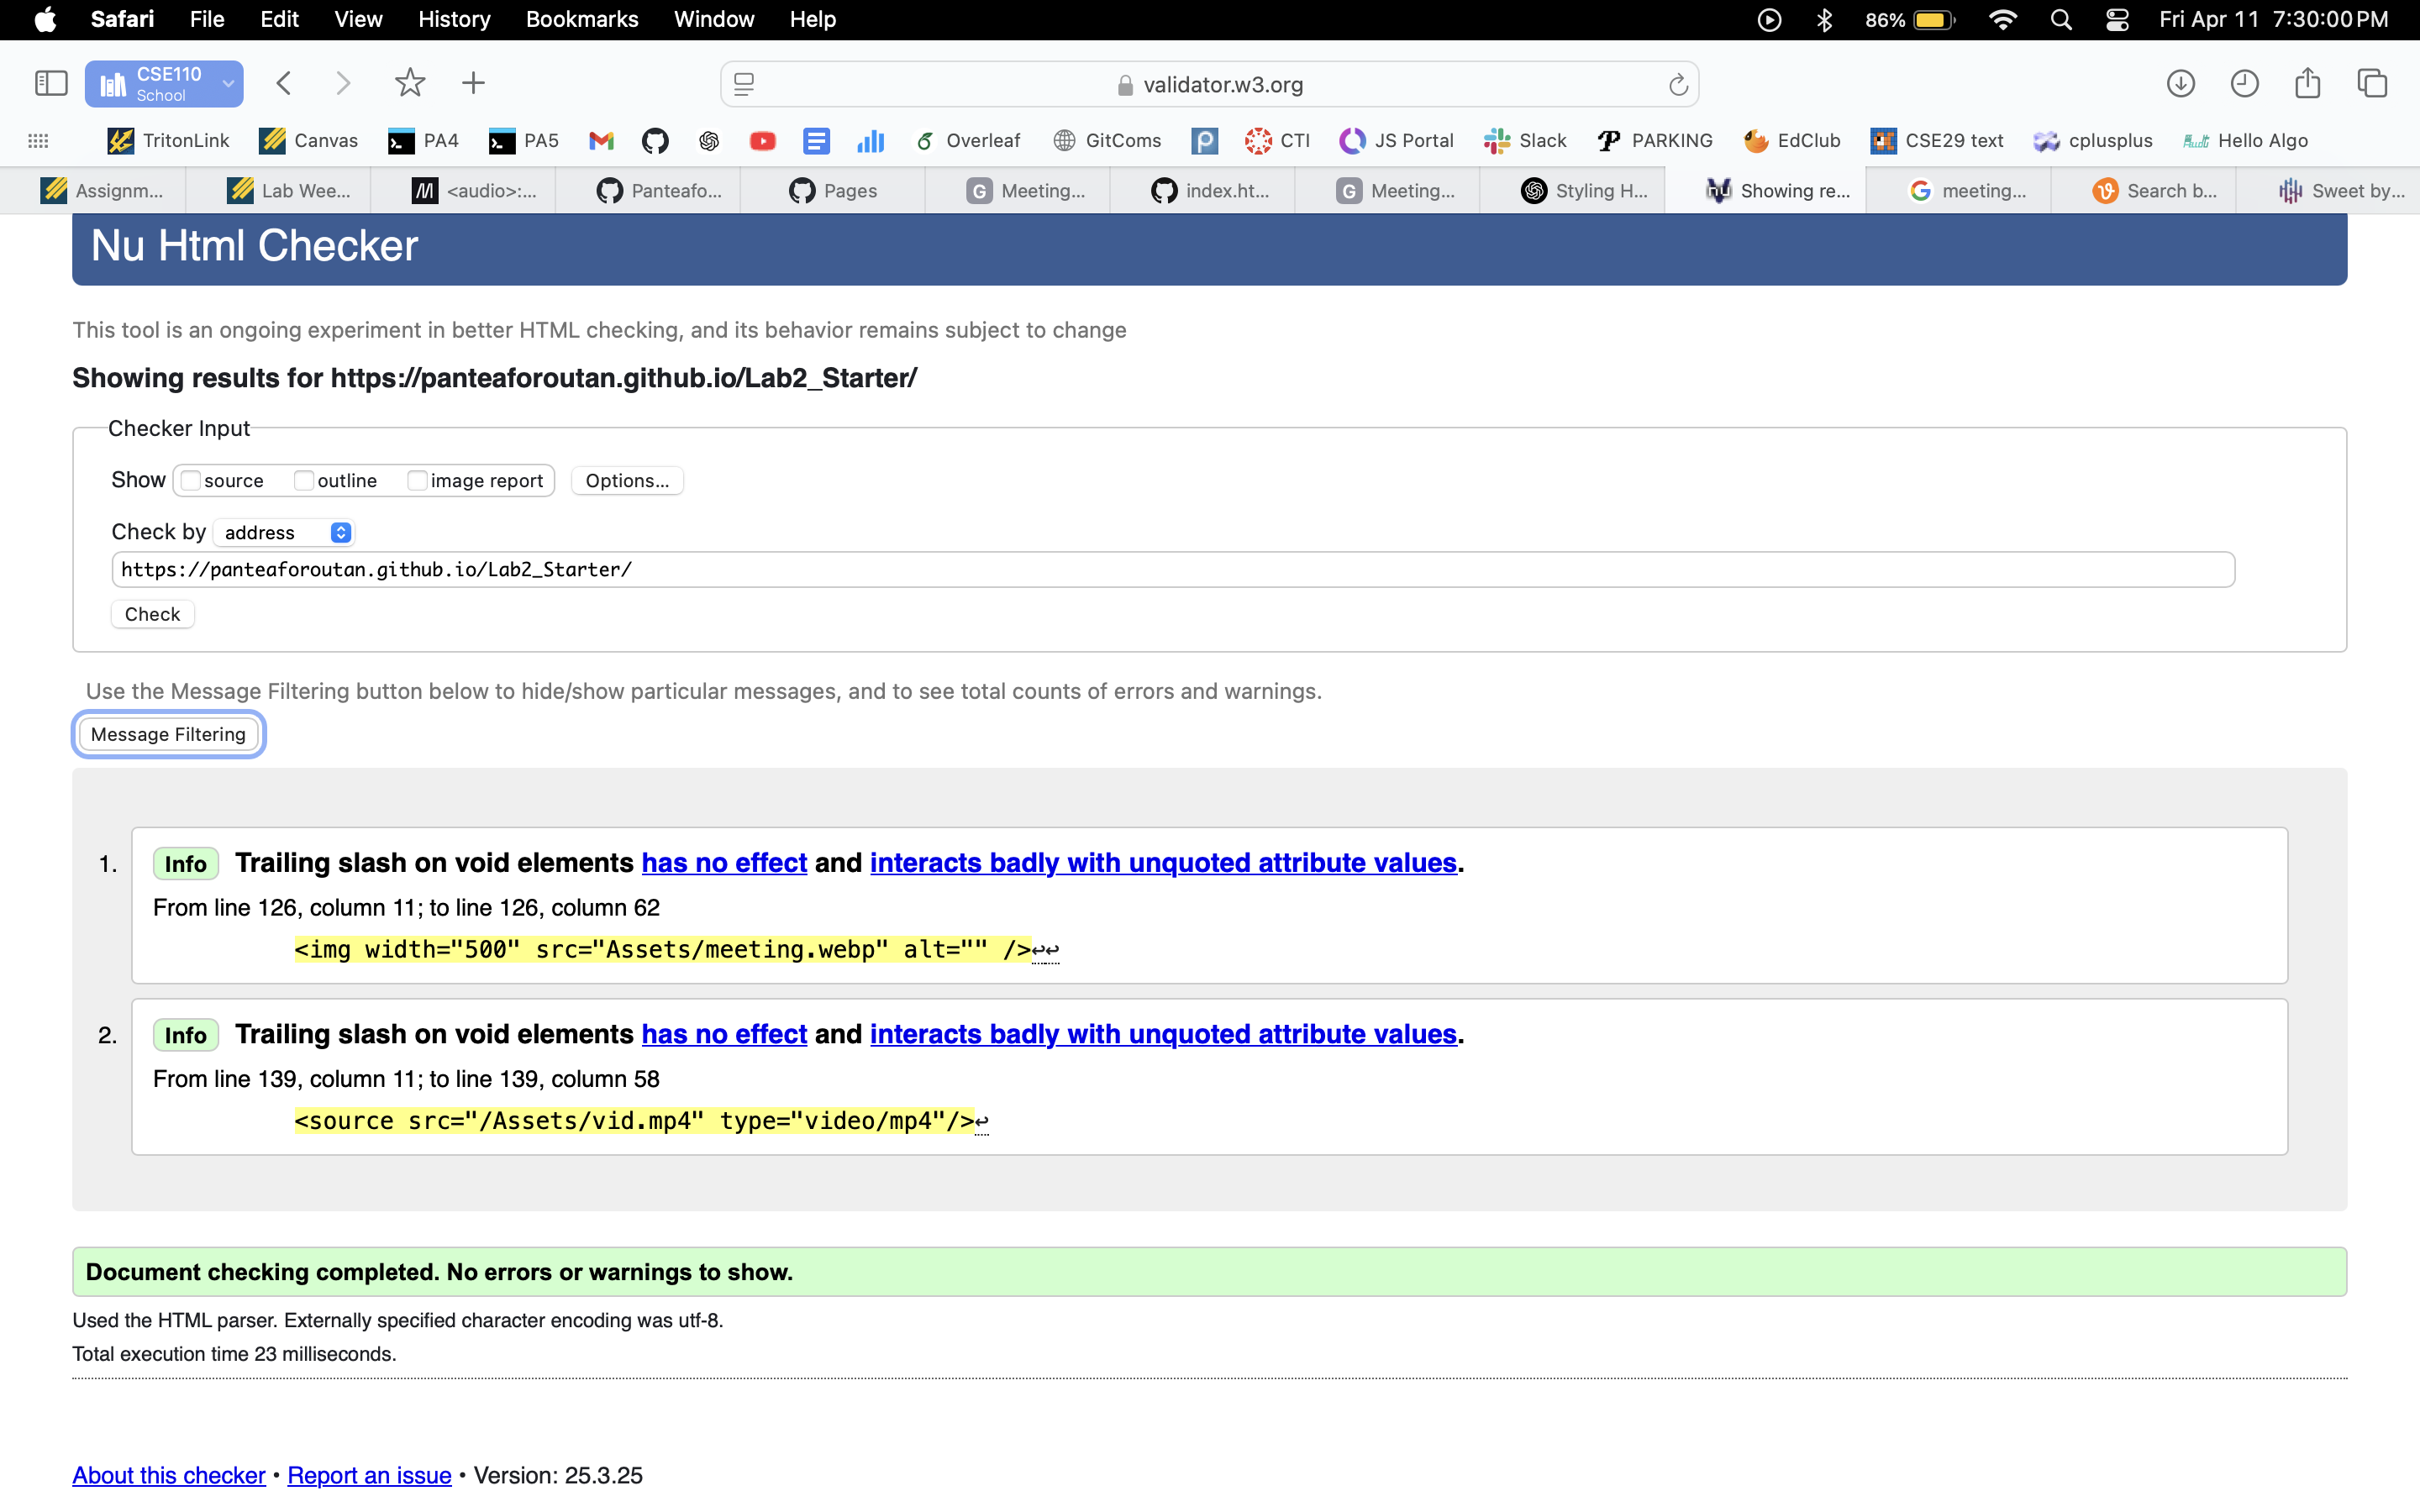 Safari File Edit View History Bookmarks Window Help 86% Fri Apr 11 7:30:00 PM
CSE110
School
validator.w3.org
TritonLink Canvas PA4 PA5 Overleaf GitComs CTI JS Portal Slack PARKING EdClub CSE29 text cplusplus Hello Algo
Assignm... Lab Wee... <audio>:... Panteafo... Pages Meeting... index.ht... Meeting... Styling H... Showing re... meeting... Search b... Sweet by...
Nu Html Checker
This tool is an ongoing experiment in better HTML checking, and its behavior remains subject to change
Showing results for https://panteaforoutan.github.io/Lab2_Starter/
Checker Input
Show source outline image report Options...
Check by address
https://panteaforoutan.github.io/Lab2_Starter/
Check
Use the Message Filtering button below to hide/show particular messages, and to see total counts of errors and warnings.
Message Filtering
1. Info Trailing slash on void elements has no effect and interacts badly with unquoted attribute values.
From line 126, column 11; to line 126, column 62
<img width="500" src="Assets/meeting.webp" alt="" />↩↩
2. Info Trailing slash on void elements has no effect and interacts badly with unquoted attribute values.
From line 139, column 11; to line 139, column 58
<source src="/Assets/vid.mp4" type="video/mp4"/>↩
Document checking completed. No errors or warnings to show.
Used the HTML parser. Externally specified character encoding was utf-8.
Total execution time 23 milliseconds.
About this checker • Report an issue • Version: 25.3.25